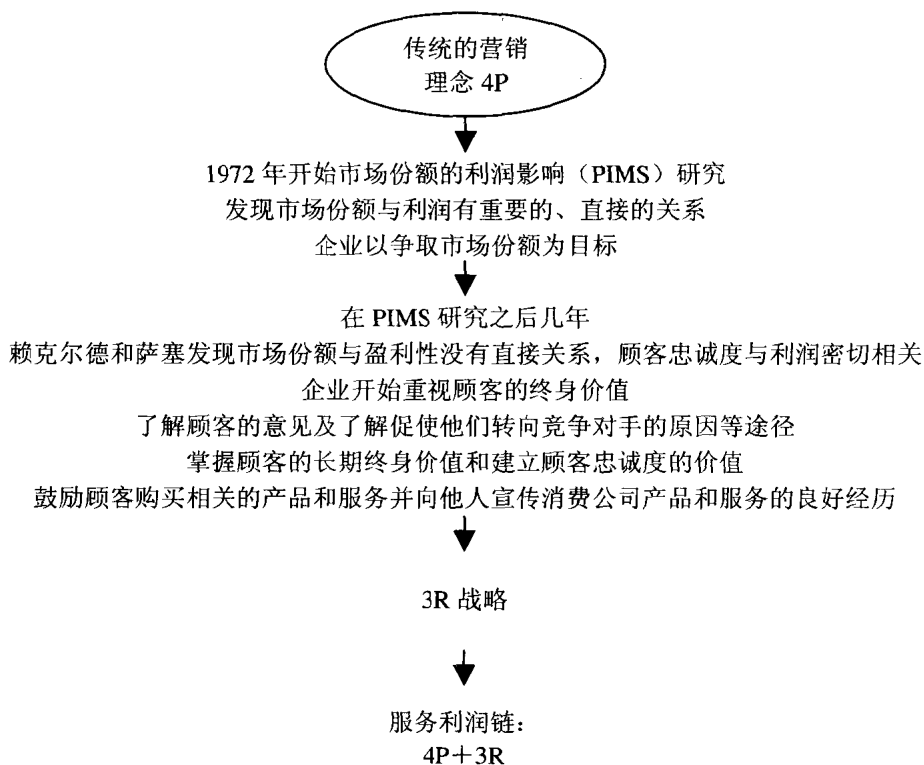 传统的营销
理念 4P
1972 年开始市场份额的利润影响（PIMS）研究
发现市场份额与利润有重要的、直接的关系
企业以争取市场份额为目标
在 PIMS 研究之后几年
赖克尔德和萨塞发现市场份额与盈利性没有直接关系，顾客忠诚度与利润密切相关
企业开始重视顾客的终身价值
了解顾客的意见及了解促使他们转向竞争对手的原因等途径
掌握顾客的长期终身价值和建立顾客忠诚度的价值
鼓励顾客购买相关的产品和服务并向他人宣传消费公司产品和服务的良好经历
3R 战略
服务利润链：
4P＋3R